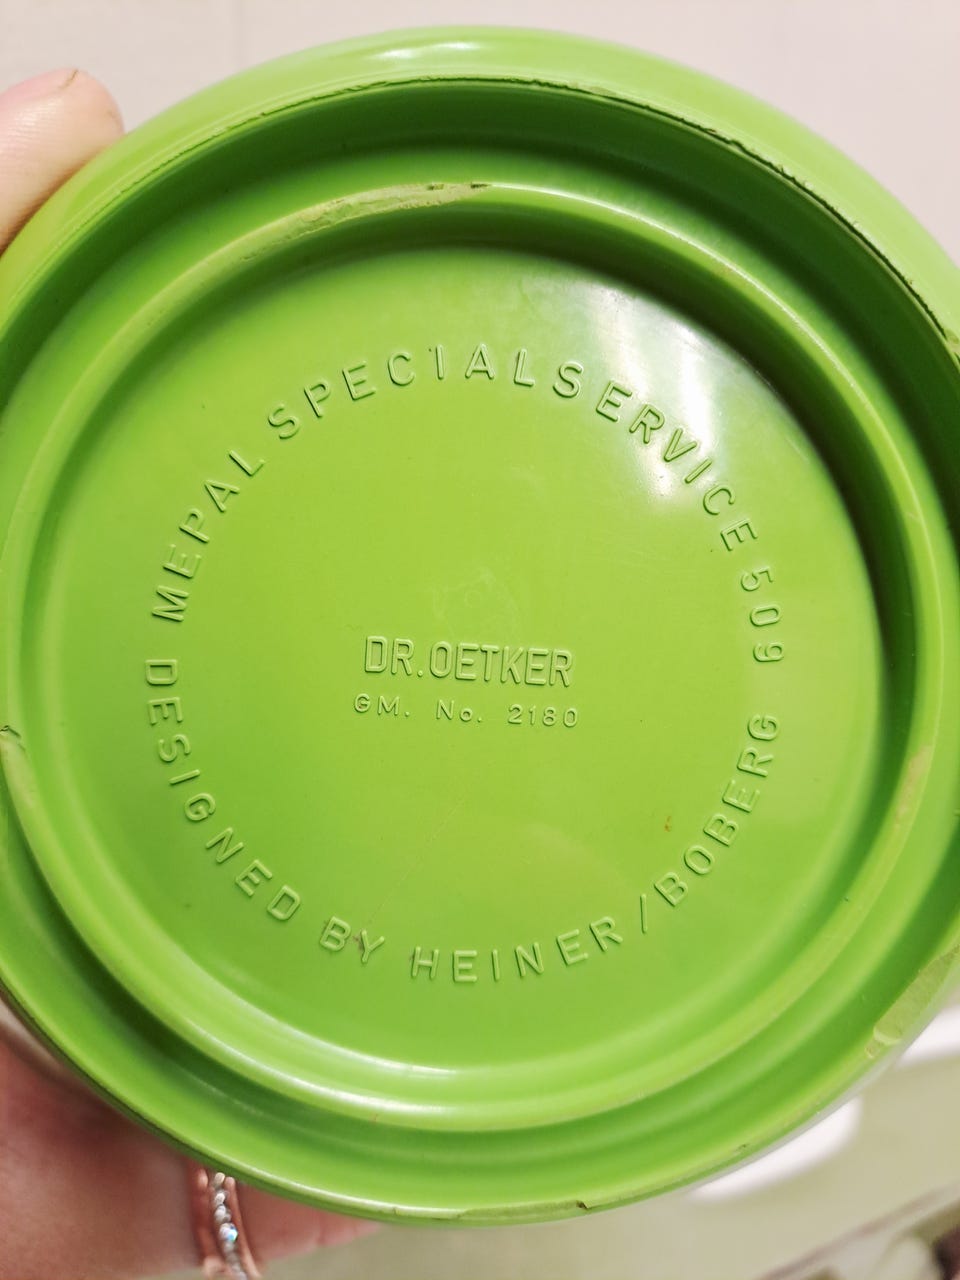 MEPAL SPECIALSERVICE 509
DR.OETKER
GM. No. 2180
DESIGNED BY HEINER/BOBERG